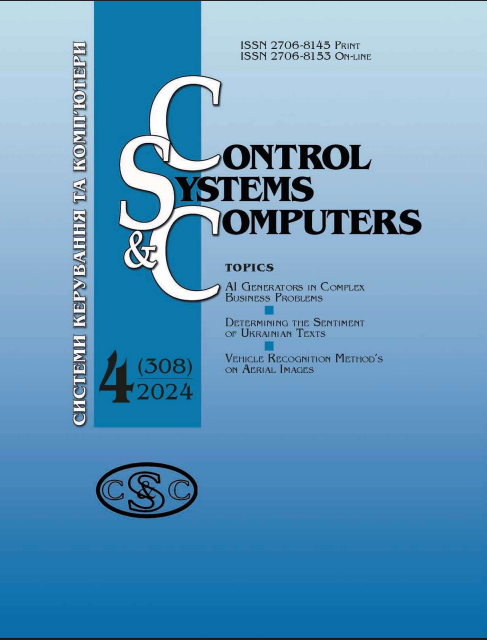 ISSN 2706-8145 Print
ISSN 2706-8153 On-line
СИСТЕМИ КЕРУВАННЯ ТА КОМП'ЮТЕРИ
CONTROL
SYSTEMS
& COMPUTERS
TOPICS
AI Generators in Complex
Business Problems
Determining the Sentiment
of Ukrainian Texts
Vehicle Recognition Method's
on Aerial Images
4 (308)
2024
CS&C